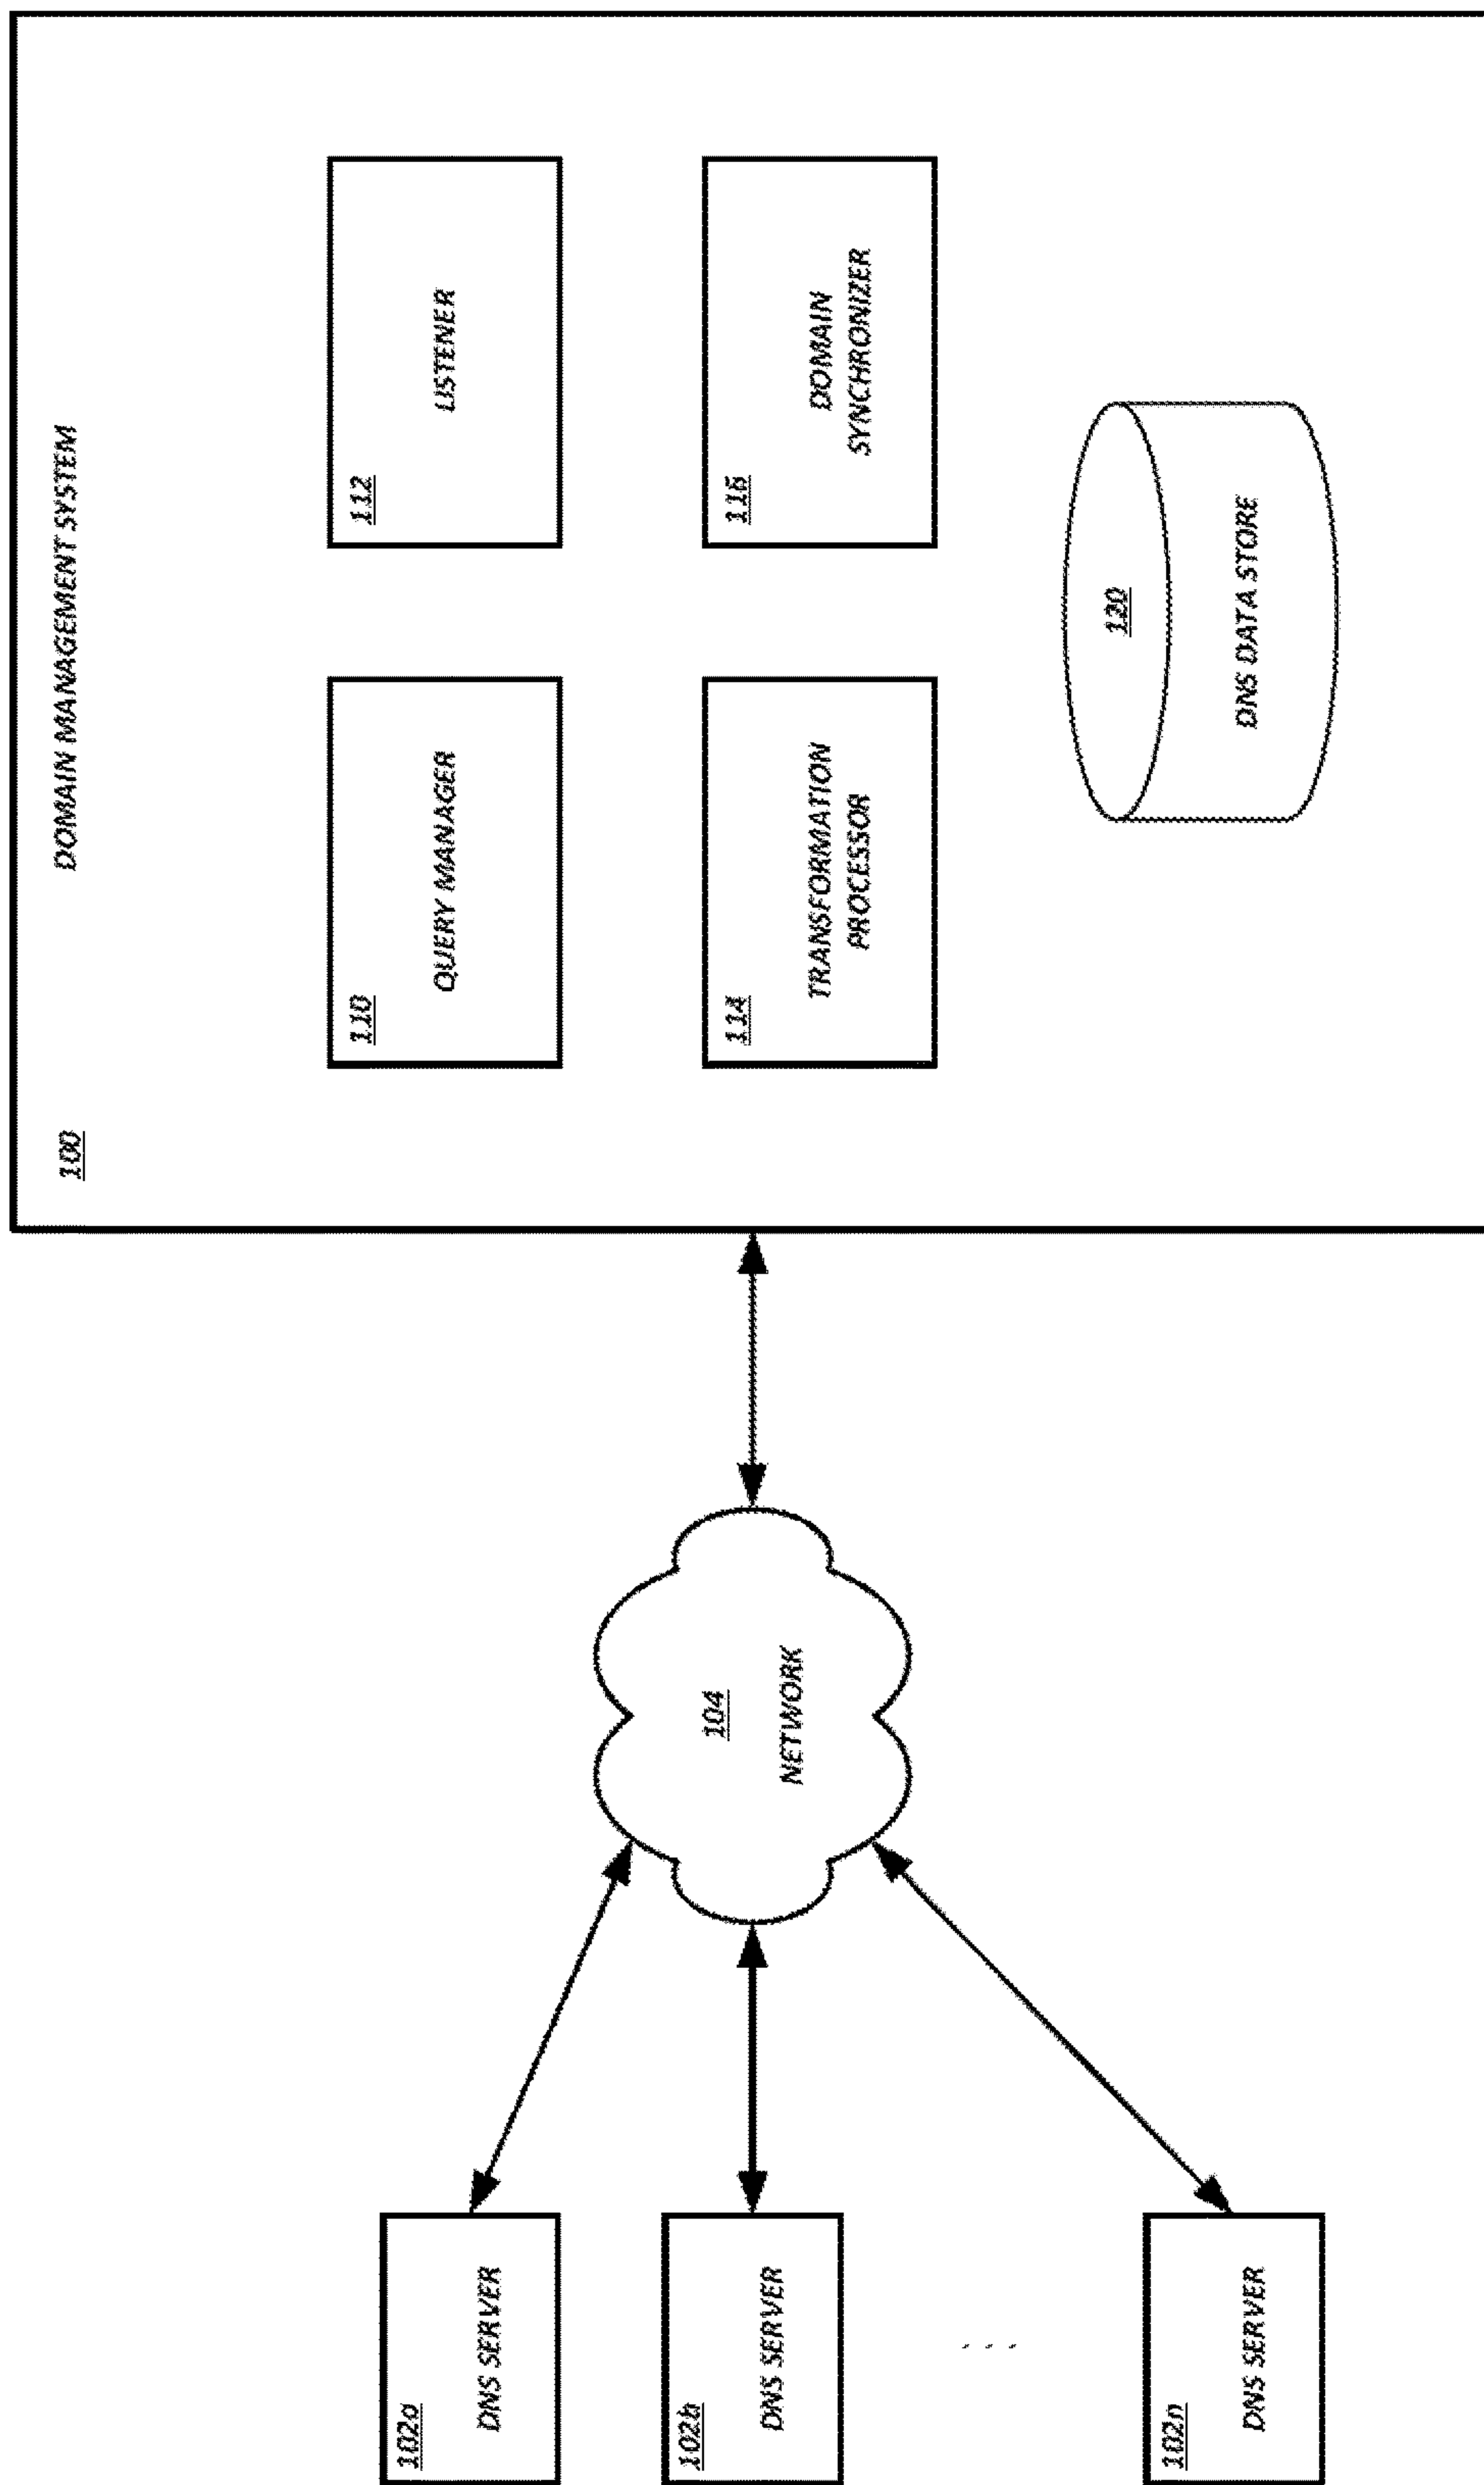 102a
DNS SERVER
102b
DNS SERVER
. . .
102n
DNS SERVER
104
NETWORK
100
DOMAIN MANAGEMENT SYSTEM
110
QUERY MANAGER
112
LISTENER
114
TRANSFORMATION
PROCESSOR
116
DOMAIN
SYNCHRONIZER
120
DNS DATA STORE